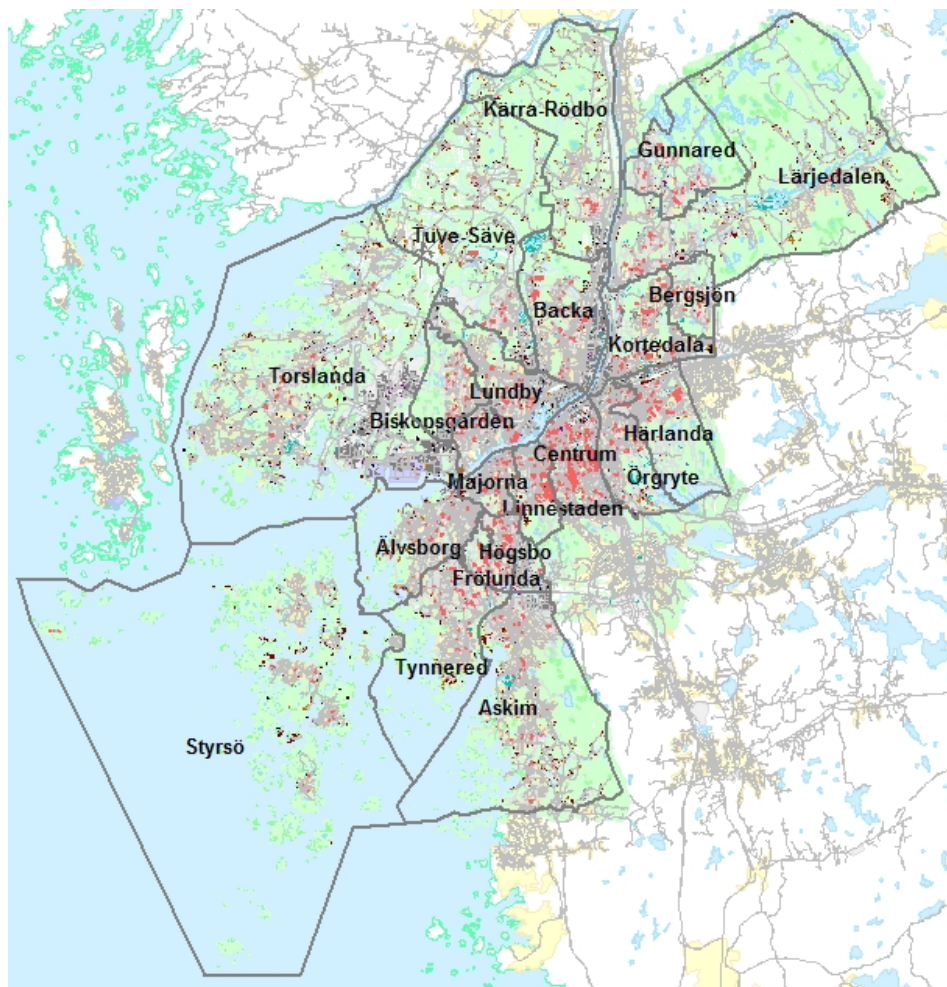 Kärra-Rödbo
Gunnared
Lärjedalen
Tuve-Säve
Bergsjön
Backa
Kortedala
Torslanda
Lundby
Biskopsgården
Härlanda
Centrum
Örgryte
Majorna
Linnestaden
Älvsborg
Högsbo
Frölunda
Tynnered
Askim
Styrsö